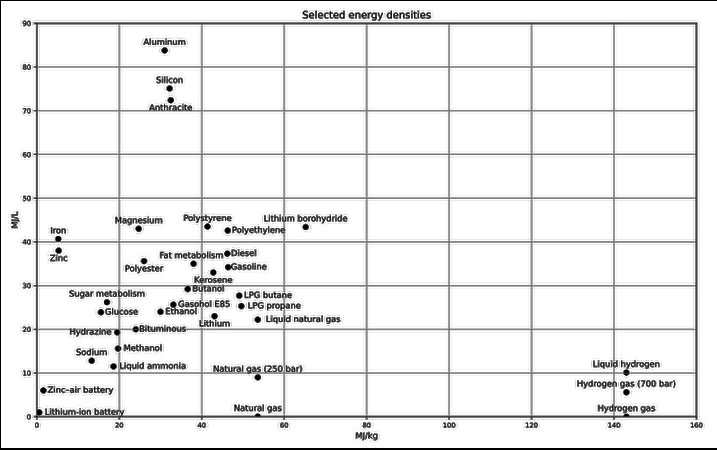 Selected energy densities
90
80
70
60
50
40
30
20
10
0
MJ/L
Aluminum
Silicon
Anthracite
Iron
Zinc
Magnesium
Polystyrene
Lithium borohydride
Polyethylene
Polyester
Fat metabolism
Diesel
Gasoline
Kerosene
Butanol
Sugar metabolism
LPG butane
Glucose
Gasohol E85
LPG propane
Ethanol
Lithium
Liquid natural gas
Hydrazine
Bituminous
Sodium
Methanol
Liquid ammonia
Natural gas (250 bar)
Liquid hydrogen
Zinc–air battery
Hydrogen gas (700 bar)
Lithium-ion battery
Natural gas
Hydrogen gas
0 20 40 60 80 100 120 140 160
MJ/kg